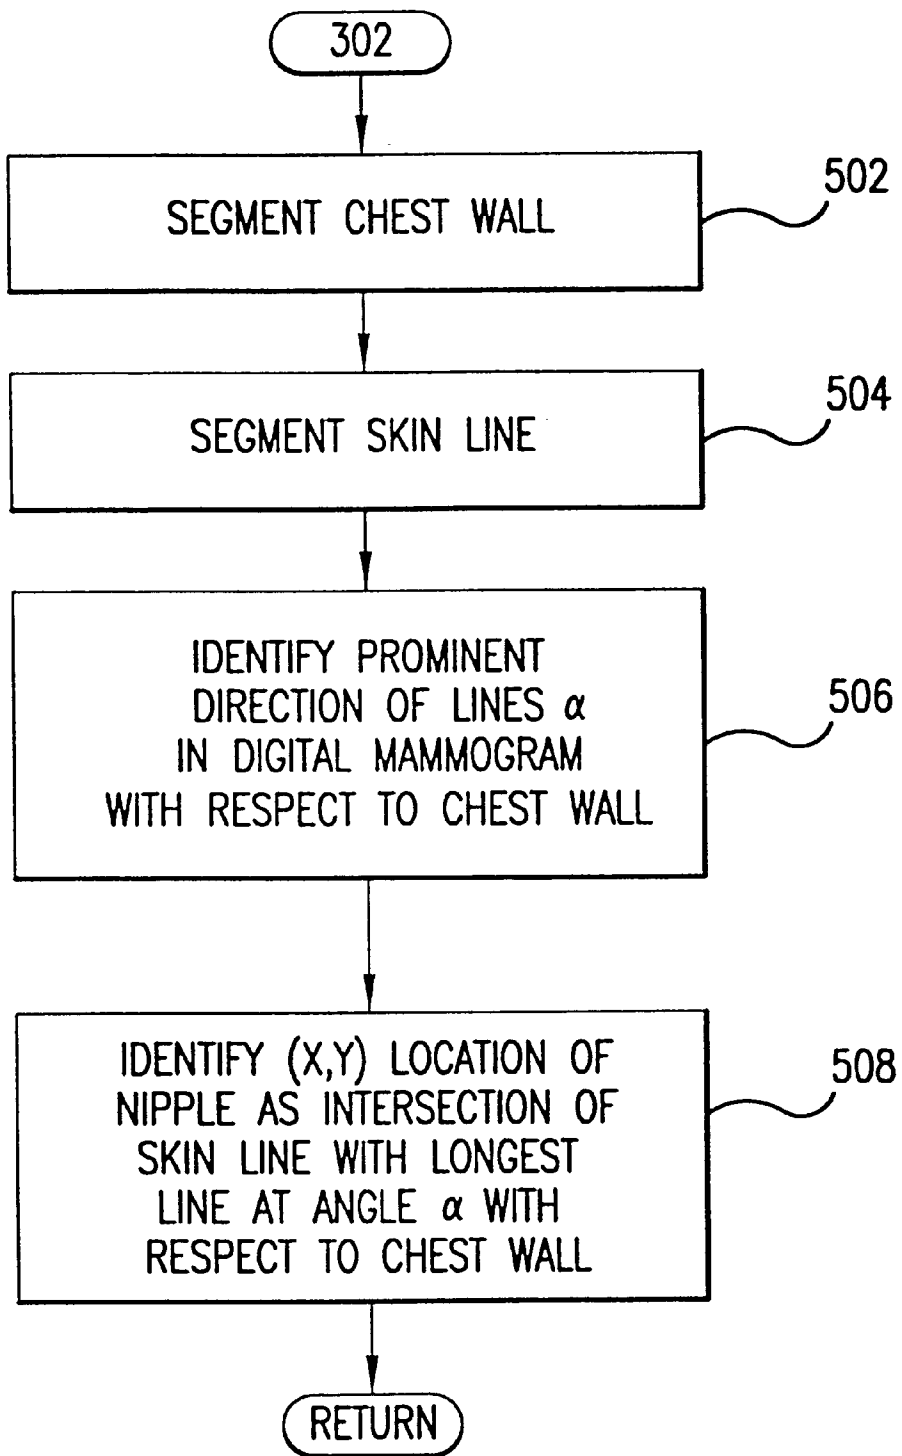 302
SEGMENT CHEST WALL
502
SEGMENT SKIN LINE
504
IDENTIFY PROMINENT
DIRECTION OF LINES α
IN DIGITAL MAMMOGRAM
WITH RESPECT TO CHEST WALL
506
IDENTIFY (X,Y) LOCATION OF
NIPPLE AS INTERSECTION OF
SKIN LINE WITH LONGEST
LINE AT ANGLE α WITH
RESPECT TO CHEST WALL
508
RETURN